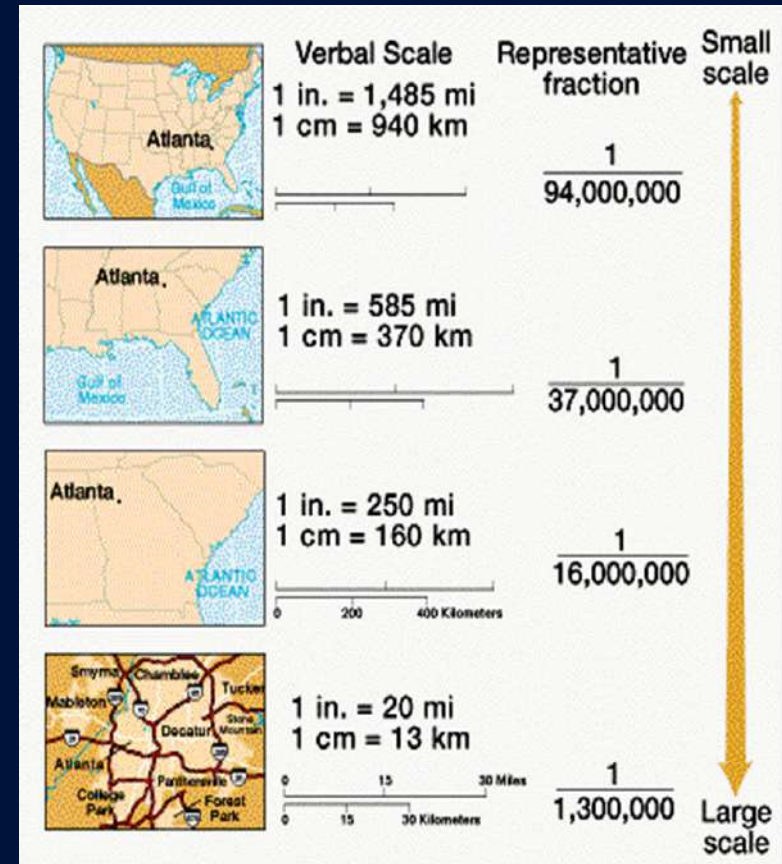 Verbal Scale
Representative
fraction
Small
scale
Atlanta
Gulf of
Mexico
1 in. = 1,485 mi
1 cm = 940 km
1
94,000,000
Atlanta
ATLANTIC
OCEAN
Gulf of
Mexico
1 in. = 585 mi
1 cm = 370 km
1
37,000,000
Atlanta
ATLANTIC
OCEAN
1 in. = 250 mi
1 cm = 160 km
0 200 400 Kilometers
1
16,000,000
Smyrna Chamblee
Tucker
Mableton
Stone
Mountain
Decatur
Atlanta
Panthersville
College
Park
Forest
Park
1 in. = 20 mi
1 cm = 13 km
0 15 30 Miles
0 15 30 Kilometers
1
1,300,000
Large
scale